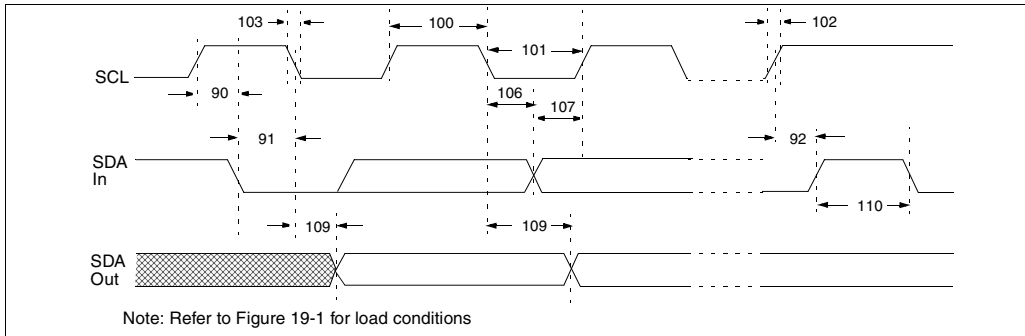 103
100
102
101
SCL
90
106
107
91
92
SDA
In
110
109
109
SDA
Out
Note: Refer to Figure 19-1 for load conditions